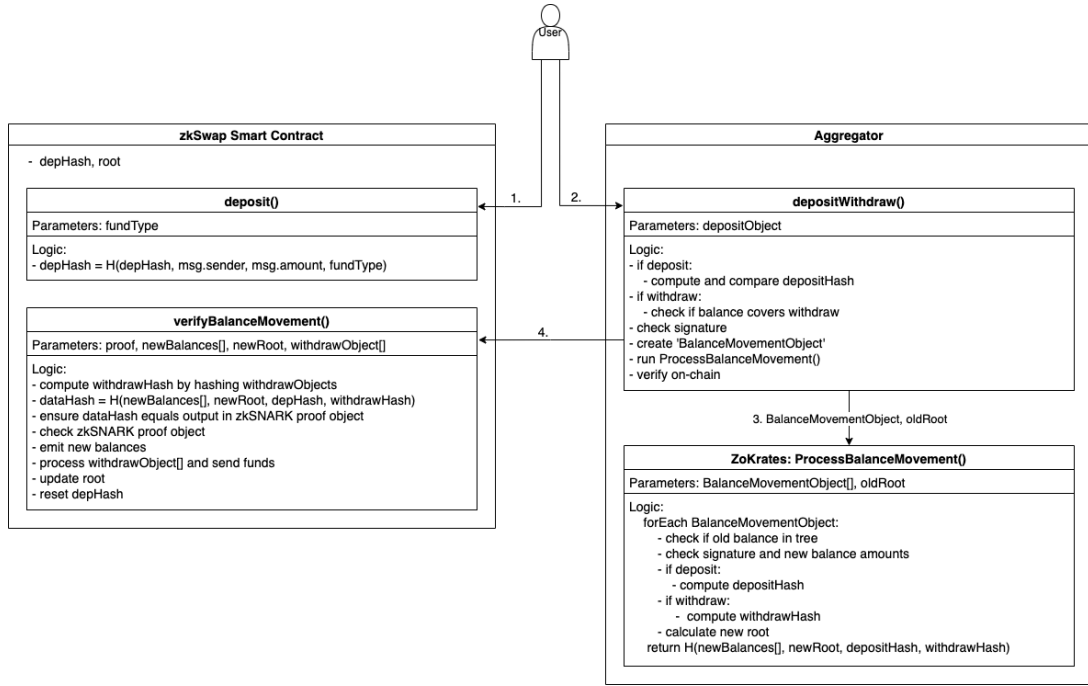 User
zkSwap Smart Contract
- depHash, root
deposit()
Parameters: fundType
Logic:
- depHash = H(depHash, msg.sender, msg.amount, fundType)
verifyBalanceMovement()
Parameters: proof, newBalances[], newRoot, withdrawObject[]
Logic:
- compute withdrawHash by hashing withdrawObjects
- dataHash = H(newBalances[], newRoot, depHash, withdrawHash)
- ensure dataHash equals output in zkSNARK proof object
- check zkSNARK proof object
- emit new balances
- process withdrawObject[] and send funds
- update root
- reset depHash
1.
2.
4.
Aggregator
depositWithdraw()
Parameters: depositObject
Logic:
- if deposit:
- compute and compare depositHash
- if withdraw:
- check if balance covers withdraw
- check signature
- create 'BalanceMovementObject'
- run ProcessBalanceMovement()
- verify on-chain
3. BalanceMovementObject, oldRoot
ZoKrates: ProcessBalanceMovement()
Parameters: BalanceMovementObject[], oldRoot
Logic:
forEach BalanceMovementObject:
- check if old balance in tree
- check signature and new balance amounts
- if deposit:
- compute depositHash
- if withdraw:
- compute withdrawHash
- calculate new root
return H(newBalances[], newRoot, depositHash, withdrawHash)